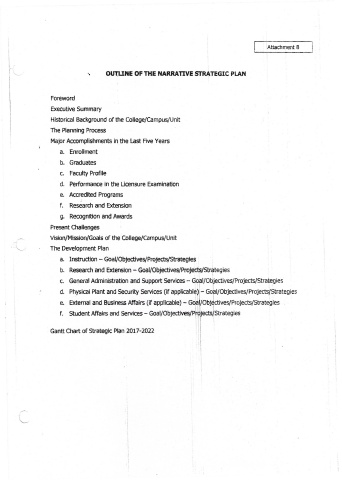 Attachment 8
OUTLINE OF THE NARRATIVE STRATEGIC PLAN
Foreword
Executive Summary
Historical Background of the College/Campus/Unit
The Planning Process
Major Accomplishments in the Last Five Years
a. Enrollment
b. Graduates
c. Faculty Profile
d. Performance in the Licensure Examination
e. Accredited Programs
f. Research and Extension
g. Recognition and Awards
Present Challenges
Vision/Mission/Goals of the College/Campus/Unit
The Development Plan
a. Instruction – Goal/Objectives/Projects/Strategies
b. Research and Extension – Goal/Objectives/Projects/Strategies
c. General Administration and Support Services – Goal/Objectives/Projects/Strategies
d. Physical Plant and Security Services (if applicable) – Goal/Objectives/Projects/Strategies
e. External and Business Affairs (if applicable) – Goal/Objectives/Projects/Strategies
f. Student Affairs and Services – Goal/Objectives/Projects/Strategies
Gantt Chart of Strategic Plan 2017-2022